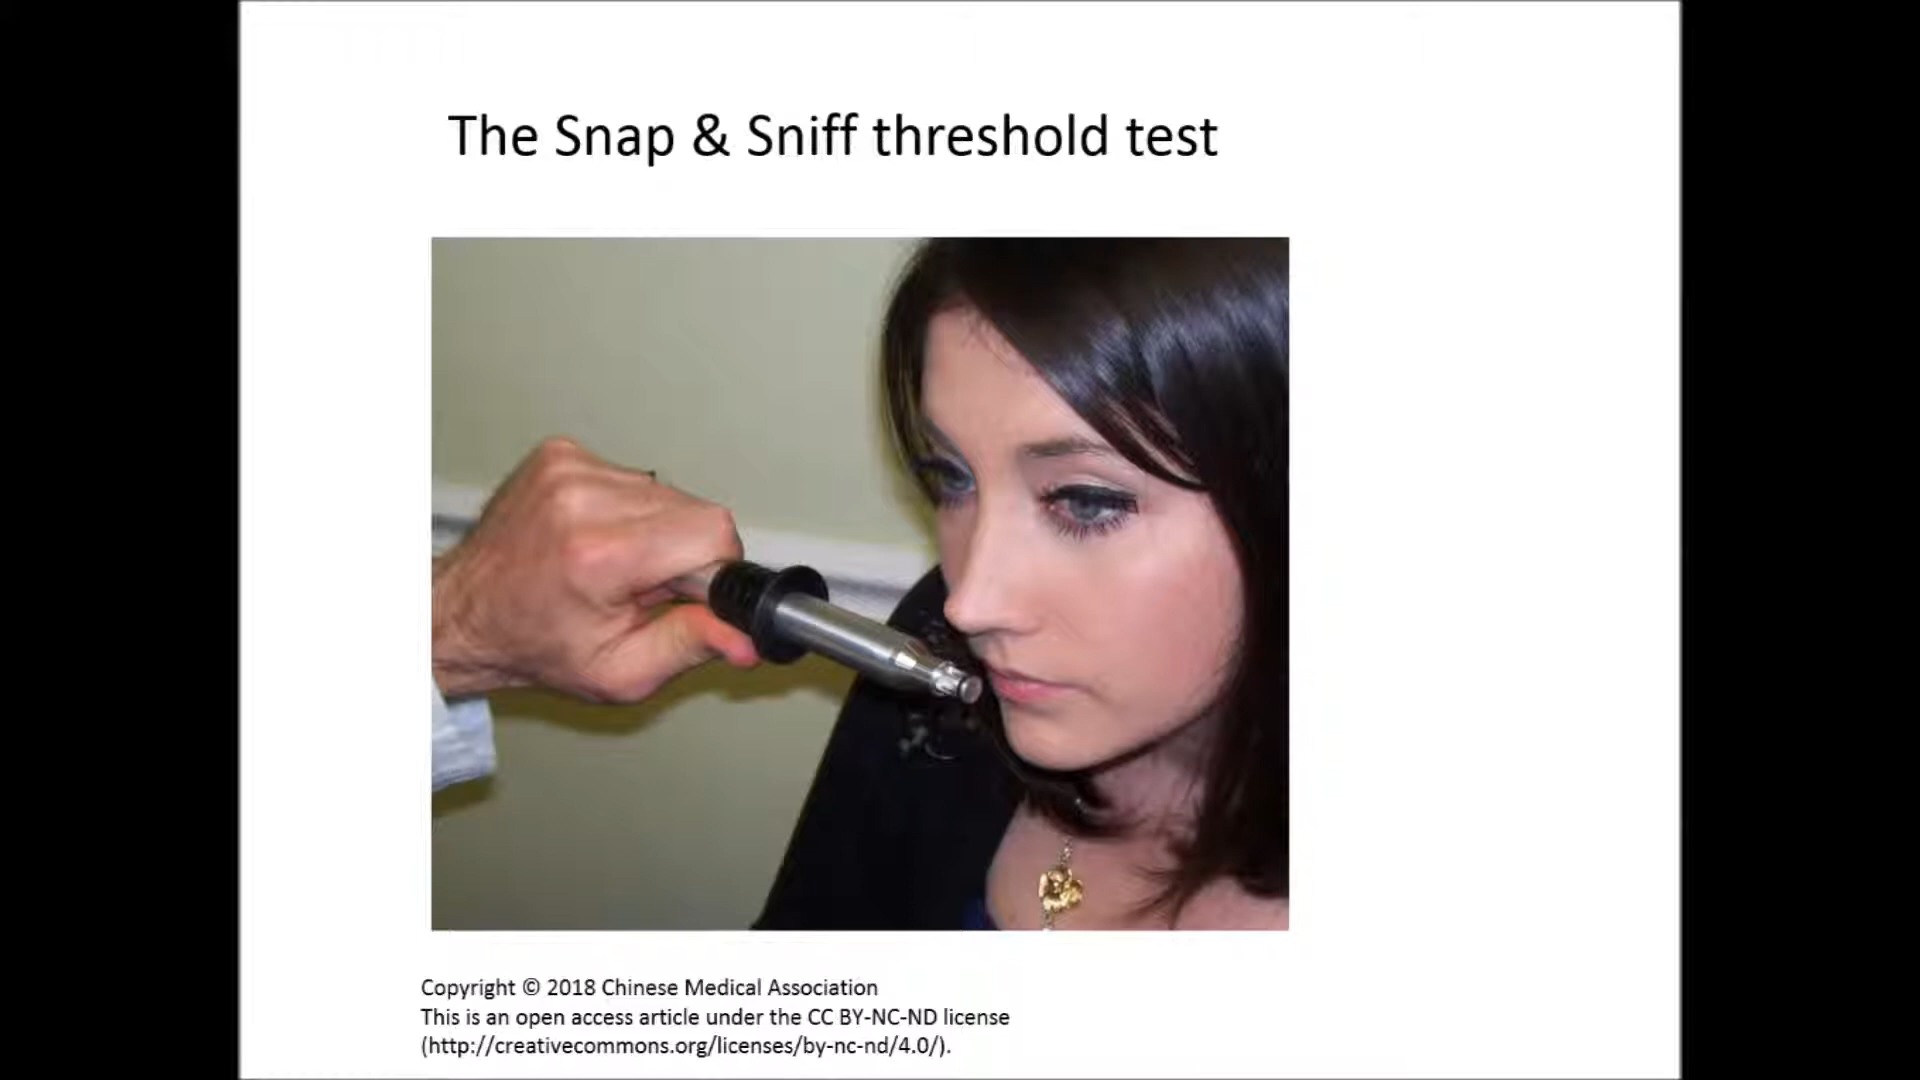 The Snap & Sniff threshold test
Copyright © 2018 Chinese Medical Association
This is an open access article under the CC BY-NC-ND license
(http://creativecommons.org/licenses/by-nc-nd/4.0/).